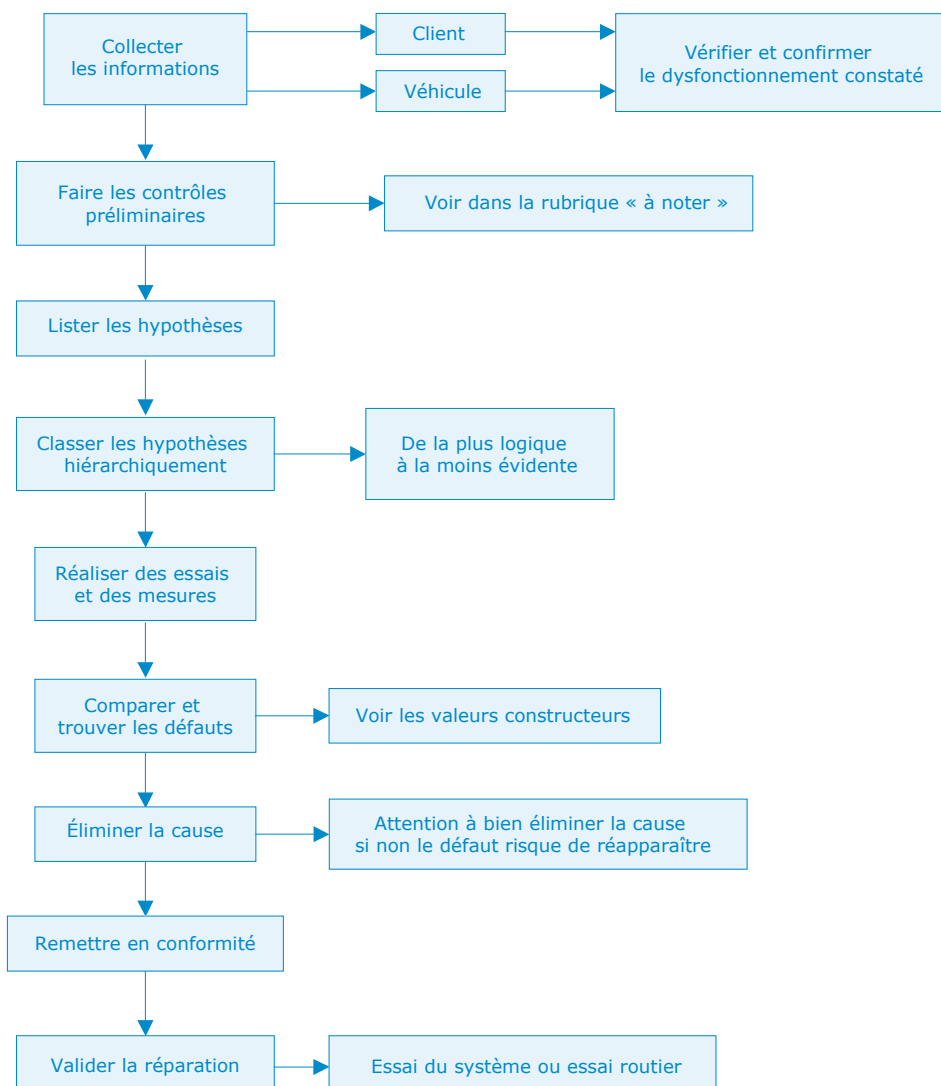 Collecter
les informations
Client
Véhicule
Vérifier et confirmer
le dysfonctionnement constaté
Faire les contrôles
préliminaires
Voir dans la rubrique « à noter »
Lister les hypothèses
Classer les hypothèses
hiérarchiquement
De la plus logique
à la moins évidente
Réaliser des essais
et des mesures
Comparer et
trouver les défauts
Voir les valeurs constructeurs
Éliminer la cause
Attention à bien éliminer la cause
si non le défaut risque de réapparaître
Remettre en conformité
Valider la réparation
Essai du système ou essai routier